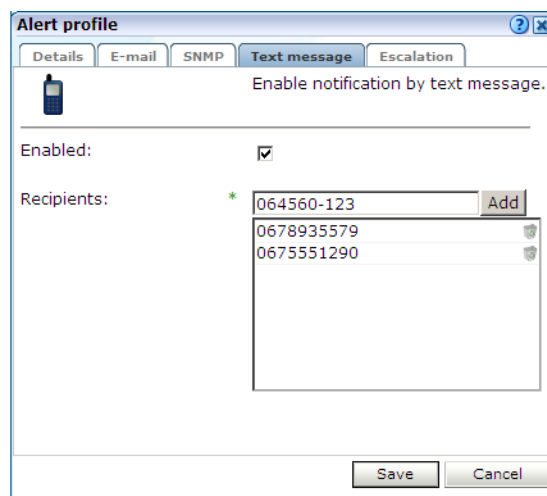 Alert profile
Details E-mail SNMP Text message Escalation
Enable notification by text message.
Enabled:
Recipients: * 064560-123 Add
0678935579
0675551290
Save Cancel